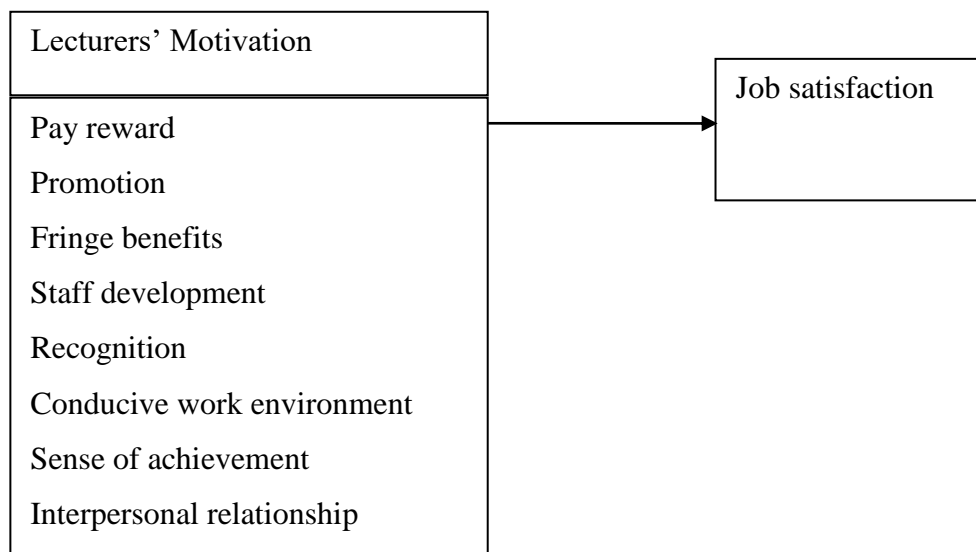 Lecturers’ Motivation
Pay reward
Promotion
Fringe benefits
Staff development
Recognition
Conducive work environment
Sense of achievement
Interpersonal relationship
Job satisfaction